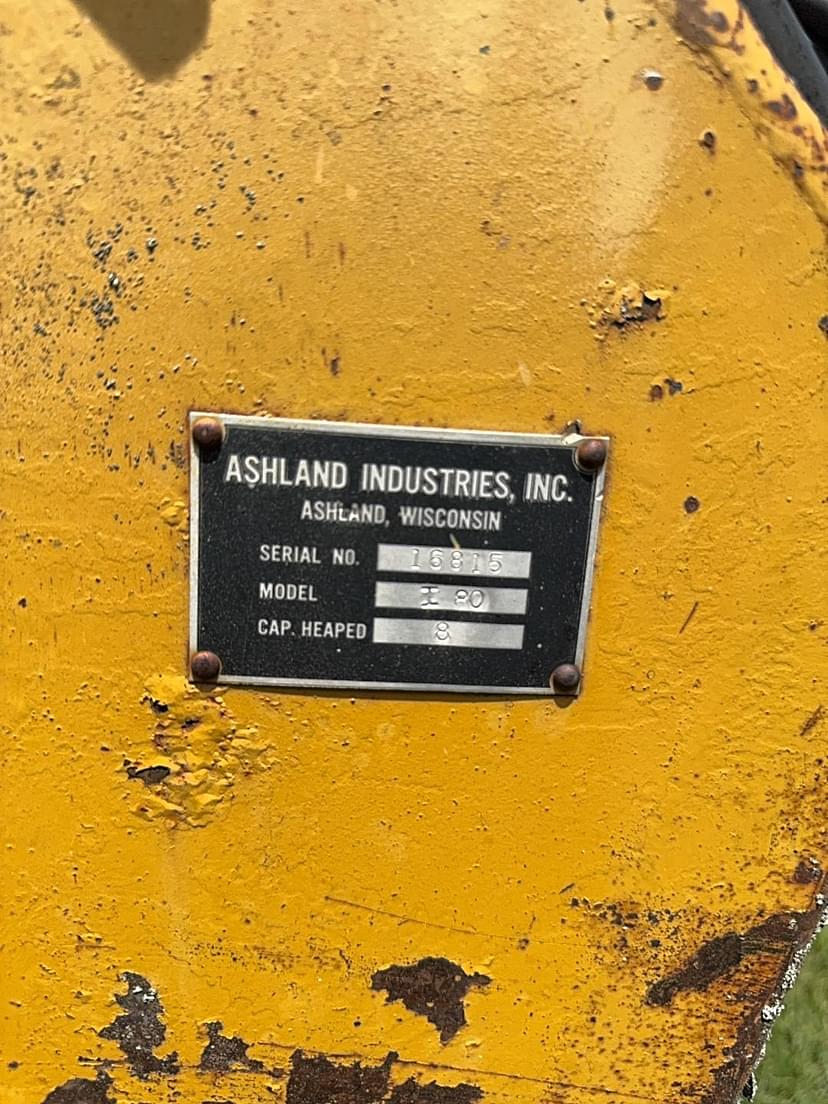 ASHLAND INDUSTRIES, INC.
ASHLAND, WISCONSIN
SERIAL NO. 16815
MODEL I 80
CAP. HEAPED 8